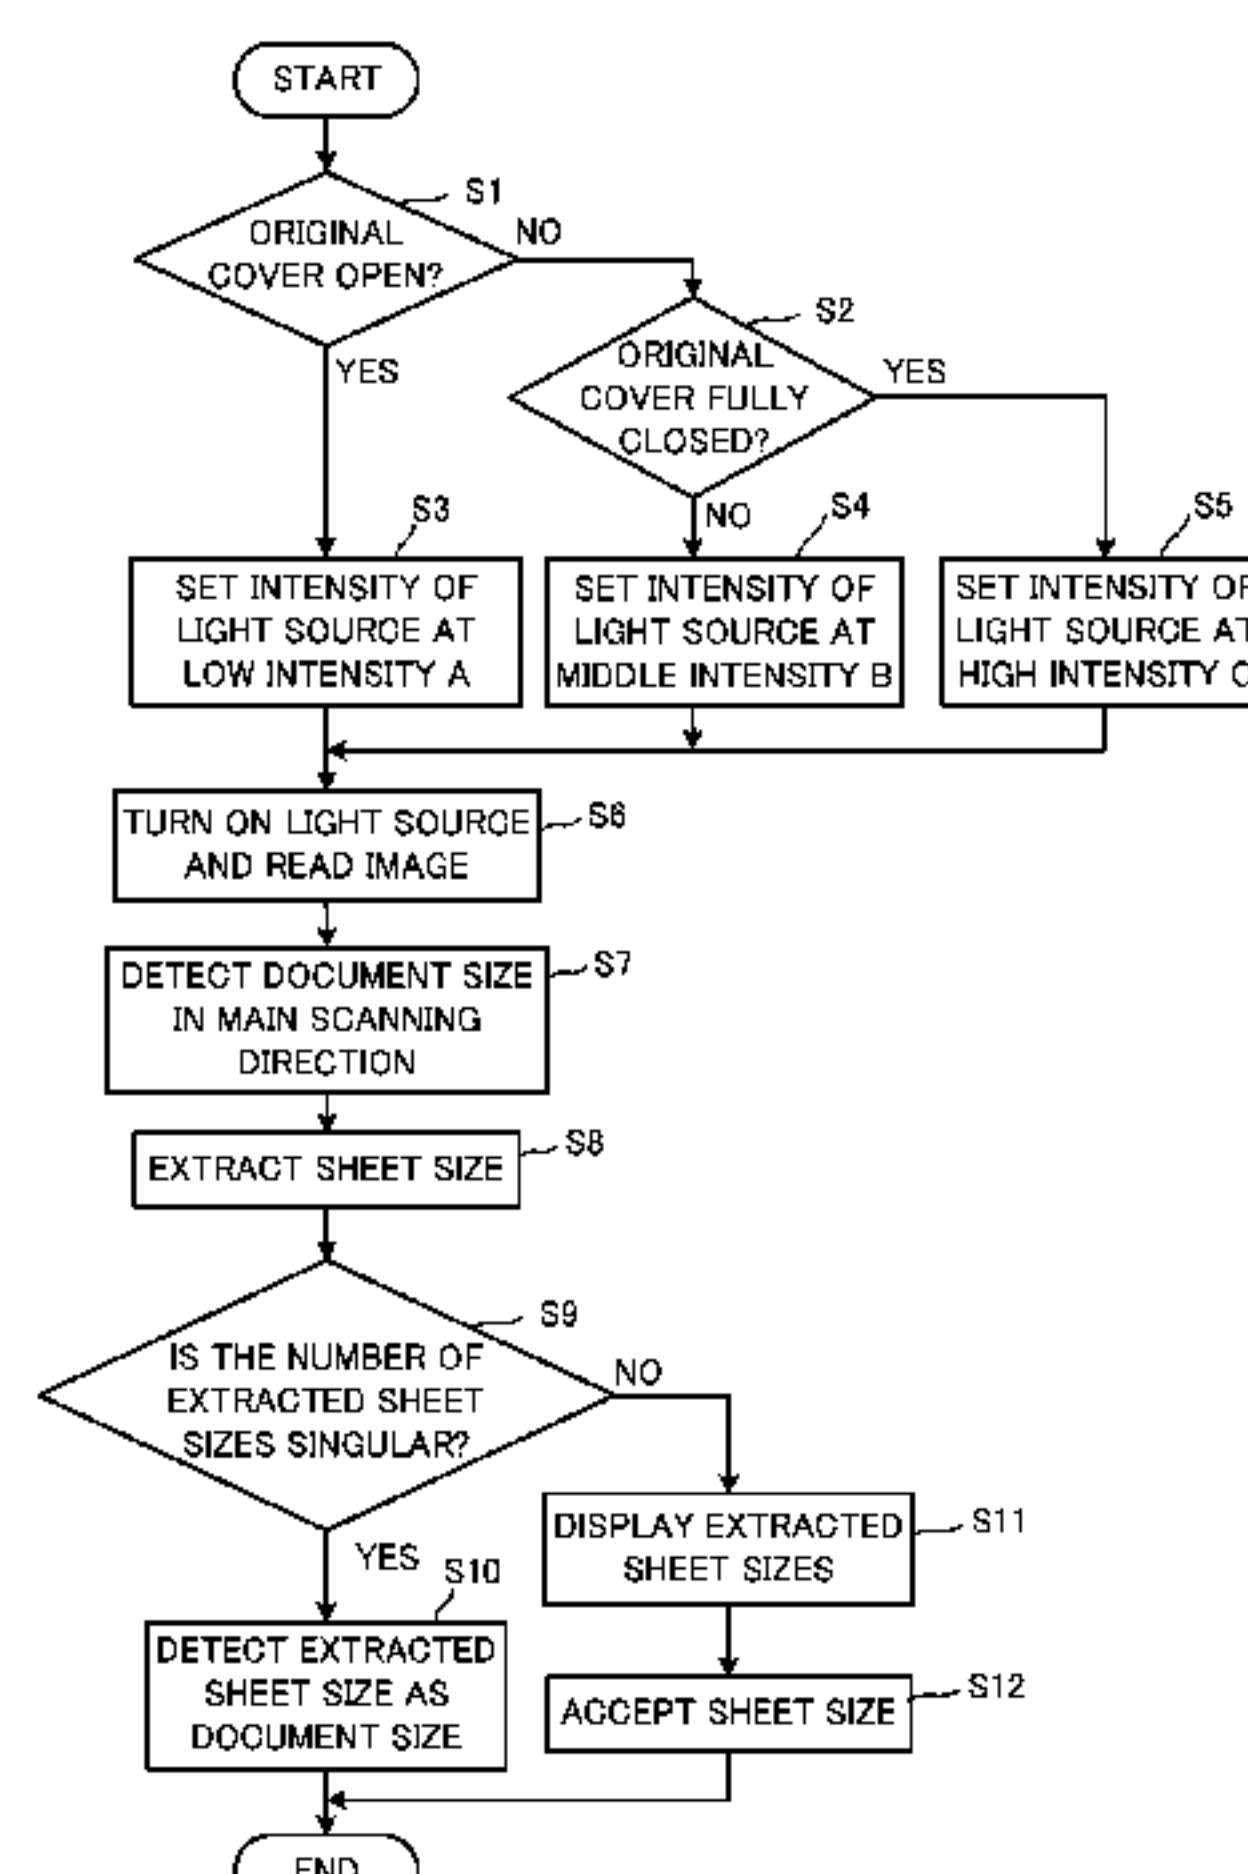 START
S1
ORIGINAL
COVER OPEN?
NO
YES
S2
ORIGINAL
COVER FULLY
CLOSED?
YES
NO
S3
SET INTENSITY OF
LIGHT SOURCE AT
LOW INTENSITY A
S4
SET INTENSITY OF
LIGHT SOURCE AT
MIDDLE INTENSITY B
S5
SET INTENSITY OF
LIGHT SOURCE AT
HIGH INTENSITY C
S6
TURN ON LIGHT SOURCE
AND READ IMAGE
S7
DETECT DOCUMENT SIZE
IN MAIN SCANNING
DIRECTION
S8
EXTRACT SHEET SIZE
S9
IS THE NUMBER OF
EXTRACTED SHEET
SIZES SINGULAR?
NO
YES
S10
DETECT EXTRACTED
SHEET SIZE AS
DOCUMENT SIZE
S11
DISPLAY EXTRACTED
SHEET SIZES
S12
ACCEPT SHEET SIZE
END